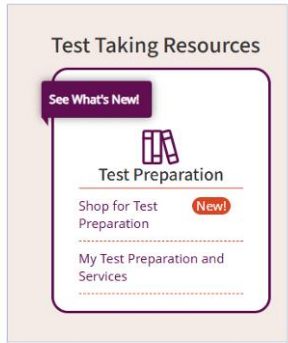 Test Taking Resources
See What's New!
Test Preparation
Shop for Test New!
Preparation
My Test Preparation and
Services